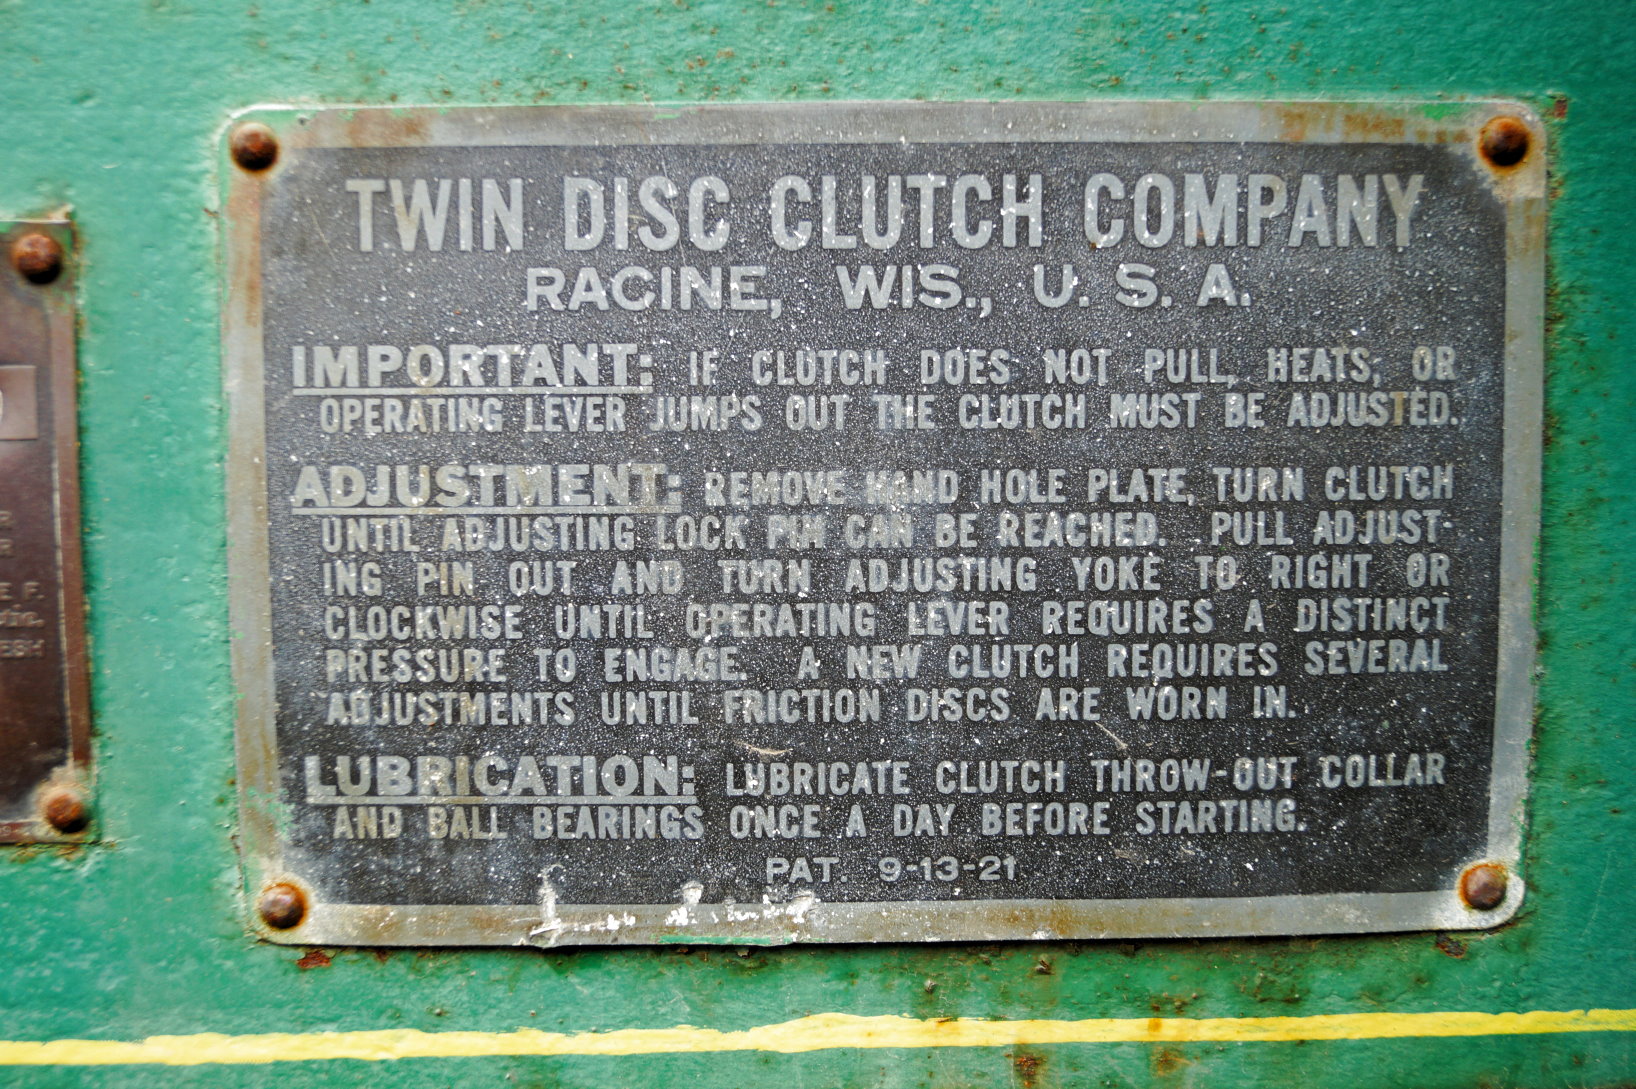 TWIN DISC CLUTCH COMPANY
RACINE, WIS., U. S. A.
IMPORTANT: IF CLUTCH DOES NOT PULL, HEATS, OR
OPERATING LEVER JUMPS OUT THE CLUTCH MUST BE ADJUSTED.
ADJUSTMENT: REMOVE HAND HOLE PLATE, TURN CLUTCH
UNTIL ADJUSTING LOCK PIN CAN BE REACHED. PULL ADJUST-
ING PIN OUT AND TURN ADJUSTING YOKE TO RIGHT OR
CLOCKWISE UNTIL OPERATING LEVER REQUIRES A DISTINCT
PRESSURE TO ENGAGE. A NEW CLUTCH REQUIRES SEVERAL
ADJUSTMENTS UNTIL FRICTION DISCS ARE WORN IN.
LUBRICATION: LUBRICATE CLUTCH THROW-OUT COLLAR
AND BALL BEARINGS ONCE A DAY BEFORE STARTING.
PAT. 9-13-21